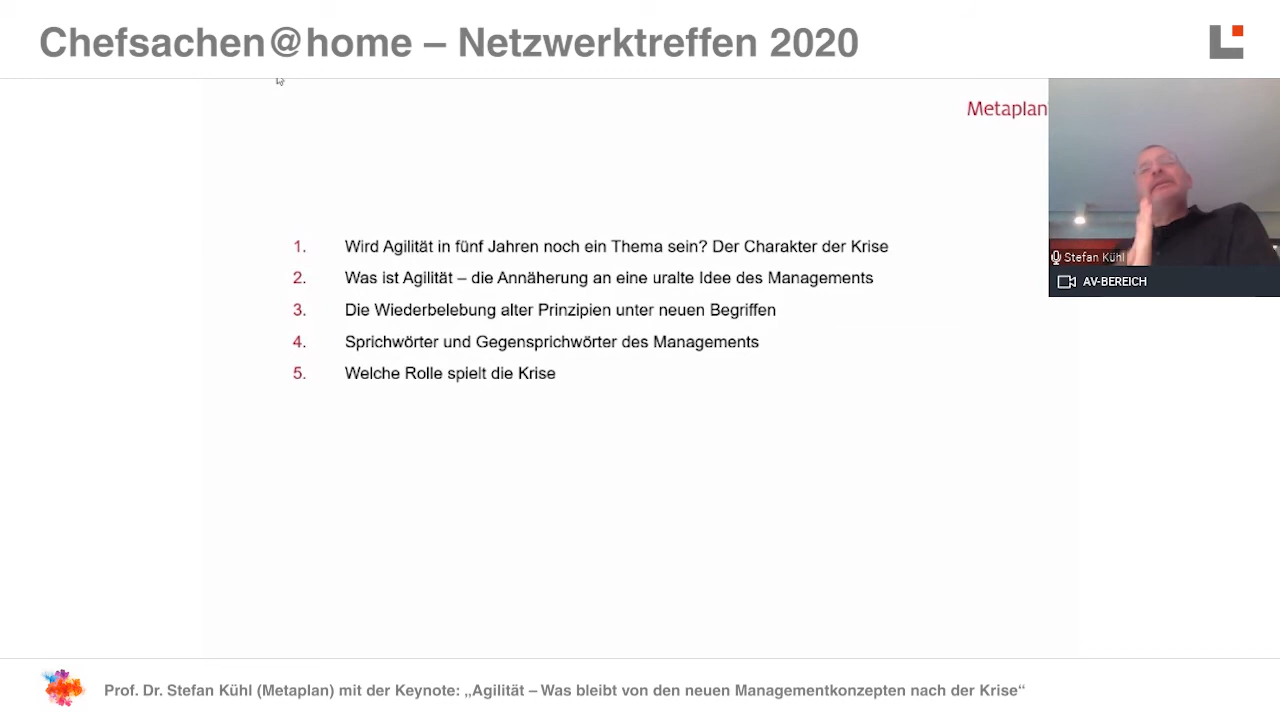 Chefsachen@home – Netzwerktreffen 2020
Metaplan
1. Wird Agilität in fünf Jahren noch ein Thema sein? Der Charakter der Krise
2. Was ist Agilität – die Annäherung an eine uralte Idee des Managements
3. Die Wiederbelebung alter Prinzipien unter neuen Begriffen
4. Sprichwörter und Gegensprichwörter des Managements
5. Welche Rolle spielt die Krise
Stefan Kühl
AV-BEREICH
Prof. Dr. Stefan Kühl (Metaplan) mit der Keynote: „Agilität – Was bleibt von den neuen Managementkonzepten nach der Krise“